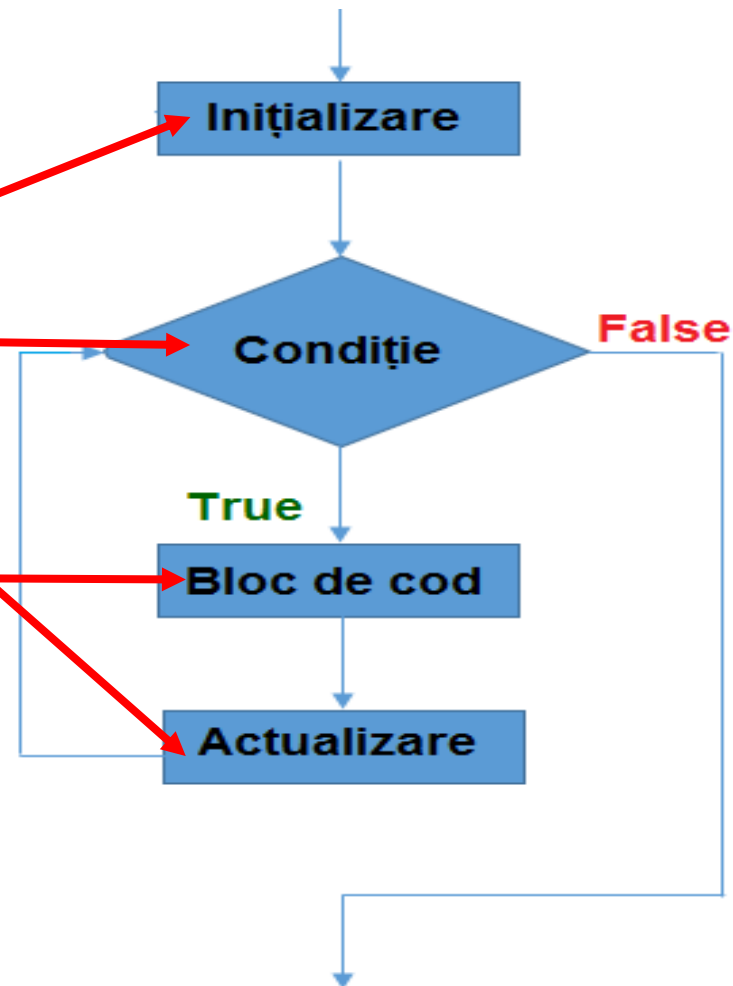 Inițializare
Condiție
False
True
Bloc de cod
Actualizare